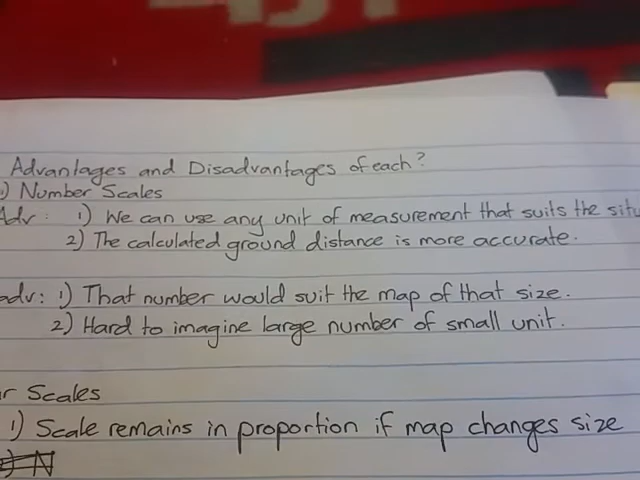 Advantages and Disadvantages of each?
1) Number Scales
Adv: 1) We can use any unit of measurement that suits the situ
2) The calculated ground distance is more accurate.
adv: 1) That number would suit the map of that size.
2) Hard to imagine large number of small unit.
r Scales
1) Scale remains in proportion if map changes size